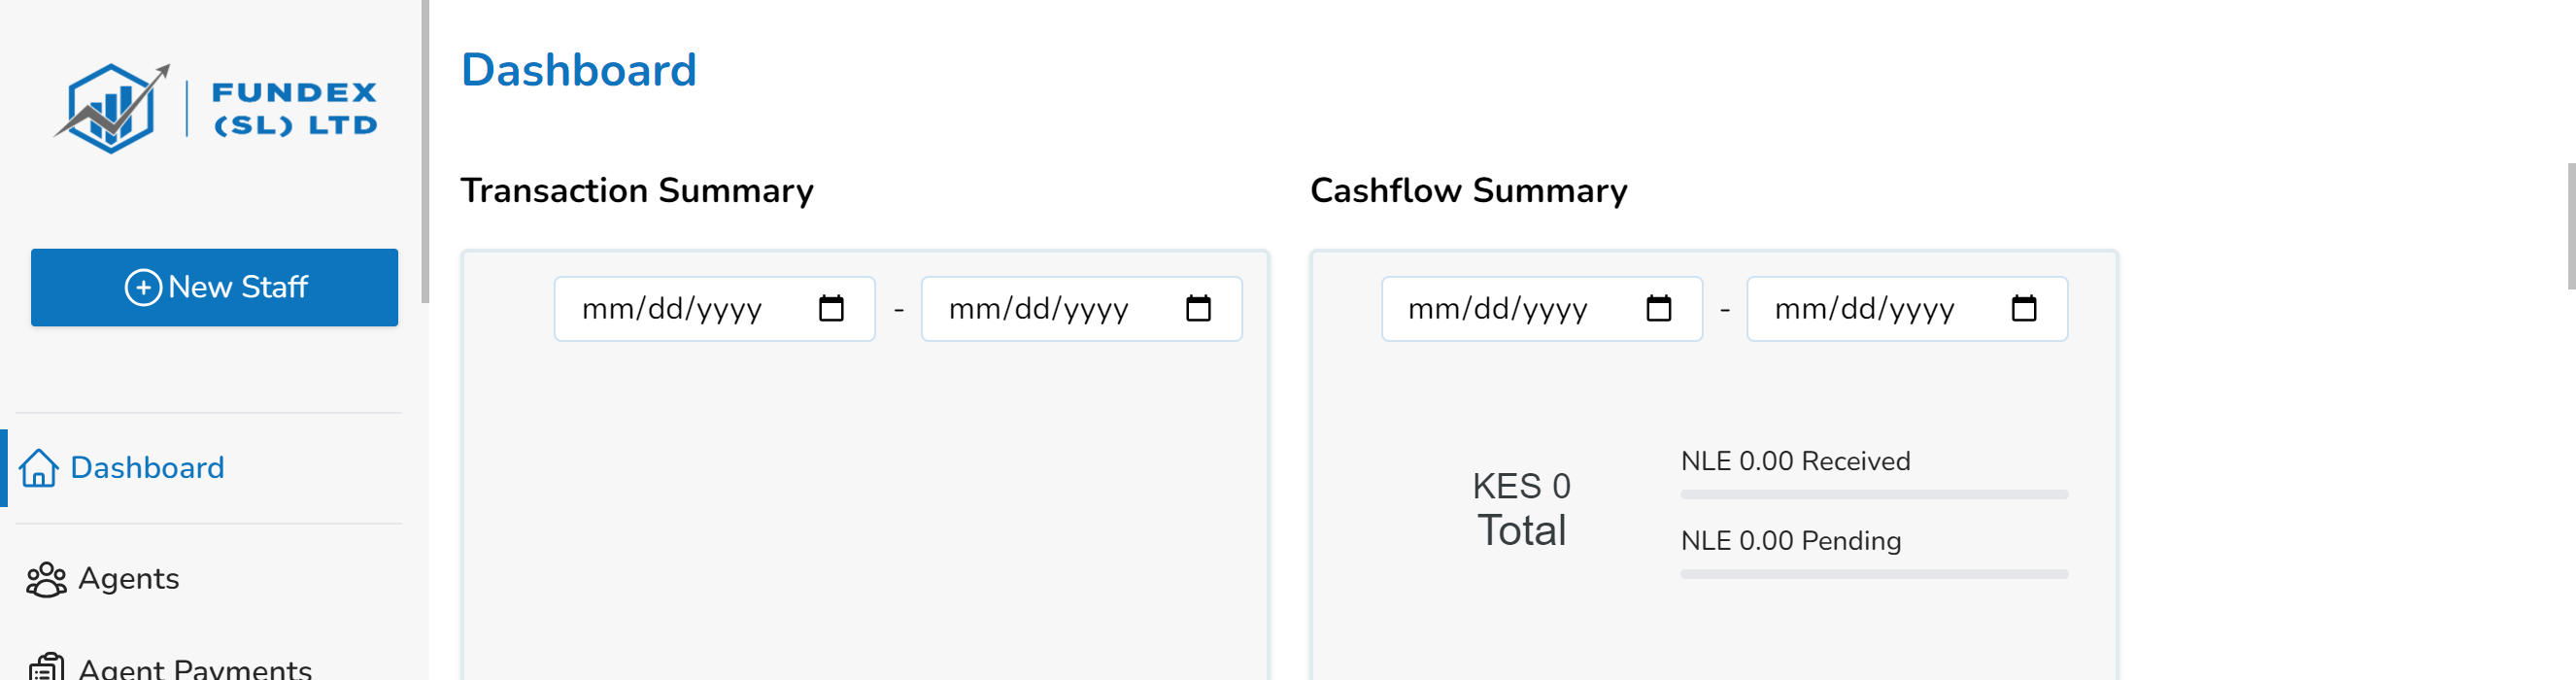 FUNDEX
(SL) LTD
New Staff
Dashboard
Agents
Agent Payments
Dashboard
Transaction Summary
mm/dd/yyyy - mm/dd/yyyy
Cashflow Summary
mm/dd/yyyy - mm/dd/yyyy
KES 0
Total
NLE 0.00 Received
NLE 0.00 Pending